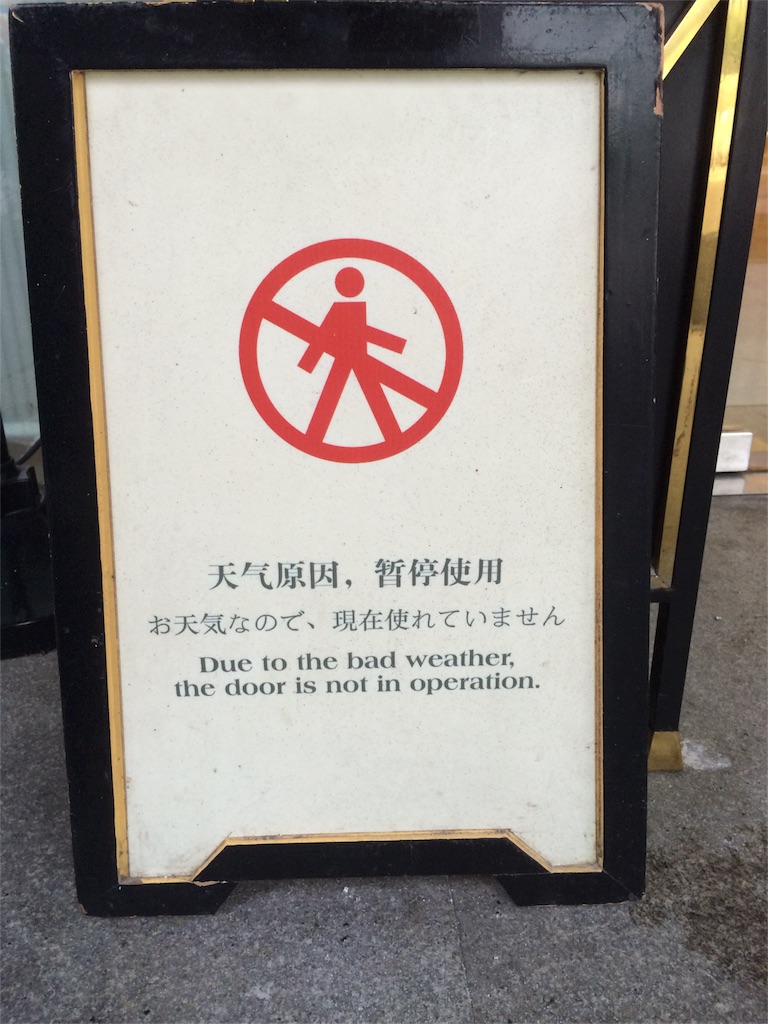 天气原因，暂停使用
お天気なので、現在使れていません
Due to the bad weather,
the door is not in operation.